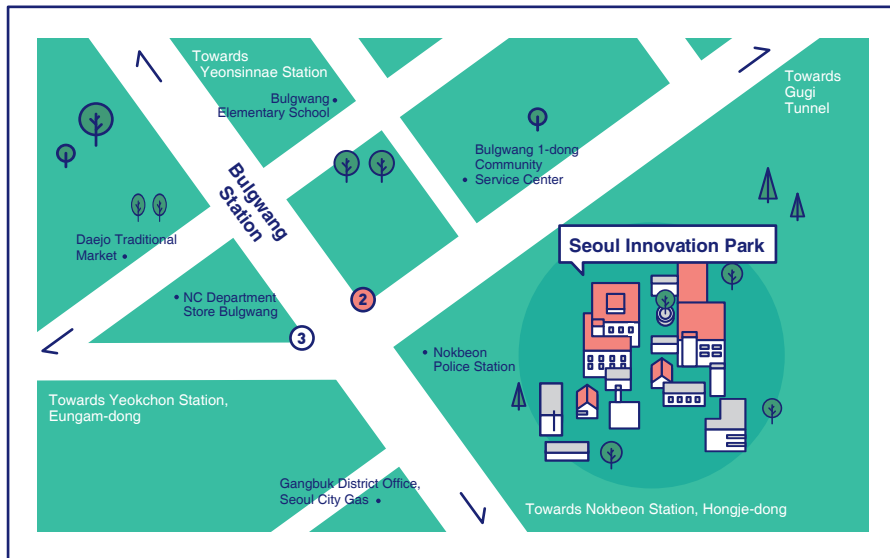 Towards
Yeonsinnae Station
Bulgwang
Elementary School
Towards
Gugi
Tunnel
Bulgwang 1-dong
Community
Service Center
Bulgwang
Station
Daejo Traditional
Market
Seoul Innovation Park
NC Department
Store Bulgwang
2
3
Nokbeon
Police Station
Towards Yeokchon Station,
Eungam-dong
Gangbuk District Office,
Seoul City Gas
Towards Nokbeon Station, Hongje-dong